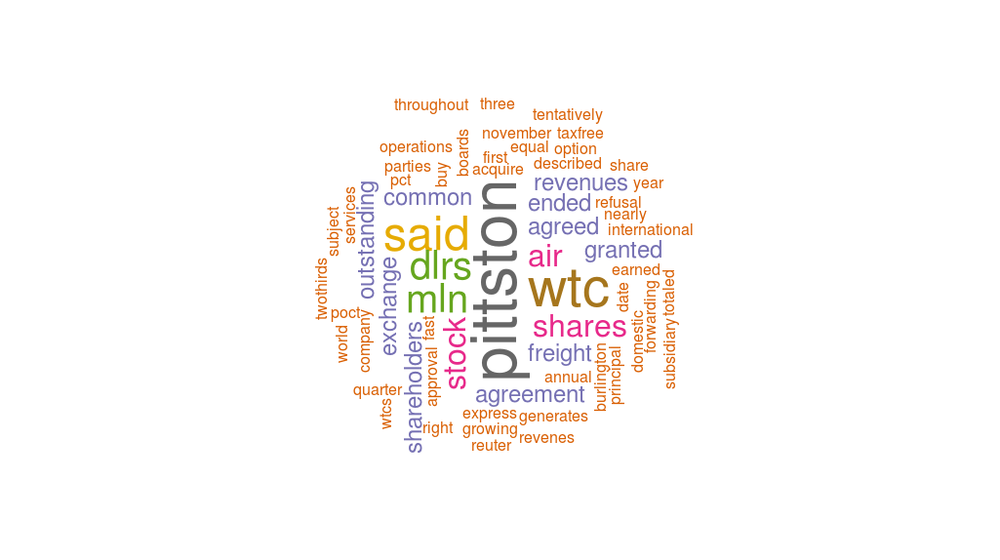 throughout
three
tentatively
november
taxfree
operations
boards
equal
option
first
parties
described
share
acquire
buy
pct
revenues
year
outstanding
common
services
ended
refusal
nearly
subject
said
pittston
agreed
international
air
granted
dlrs
earned
twothirds
exchange
mln
wtc
date
forwarding
totaled
poct
company
fast
shares
domestic
world
stock
freight
subsidiary
shareholders
approval
annual
burlington
principal
quarter
agreement
wtcs
express
generates
right
growing
revenes
reuter